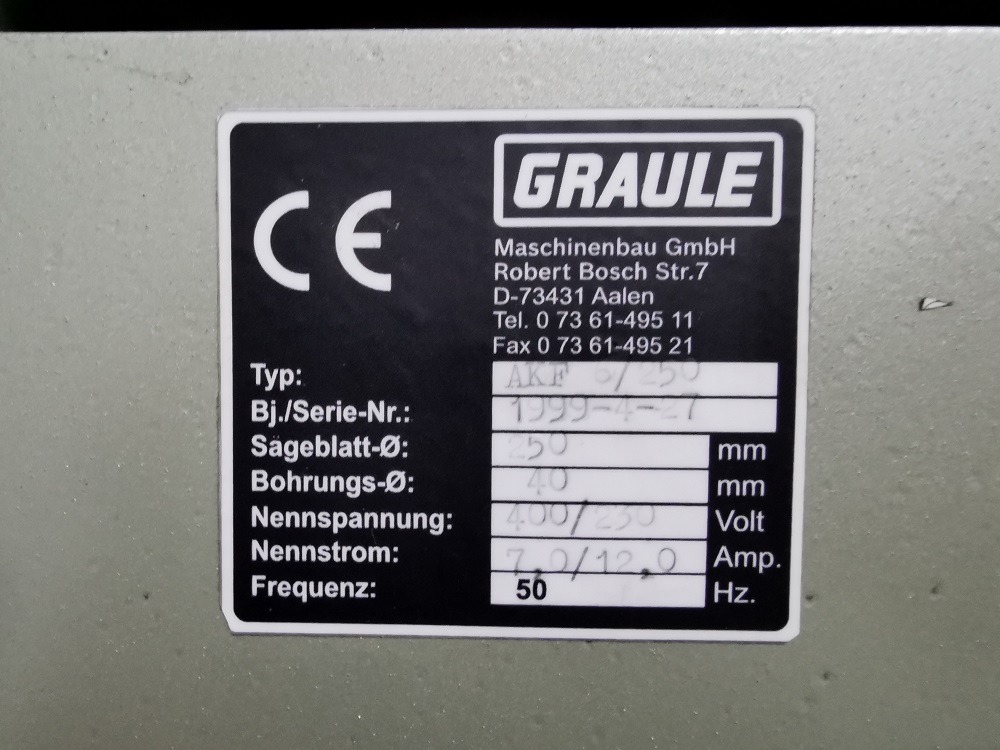 CE
GRAULE
Maschinenbau GmbH
Robert Bosch Str.7
D-73431 Aalen
Tel. 0 73 61-495 11
Fax 0 73 61-495 21
Typ: AKF 6/250
Bj./Serie-Nr.: 1999-4-27
Sägeblatt-Ø: 250 mm
Bohrungs-Ø: 40 mm
Nennspannung: 400/230 Volt
Nennstrom: 7,0/12,0 Amp.
Frequenz: 50 Hz.